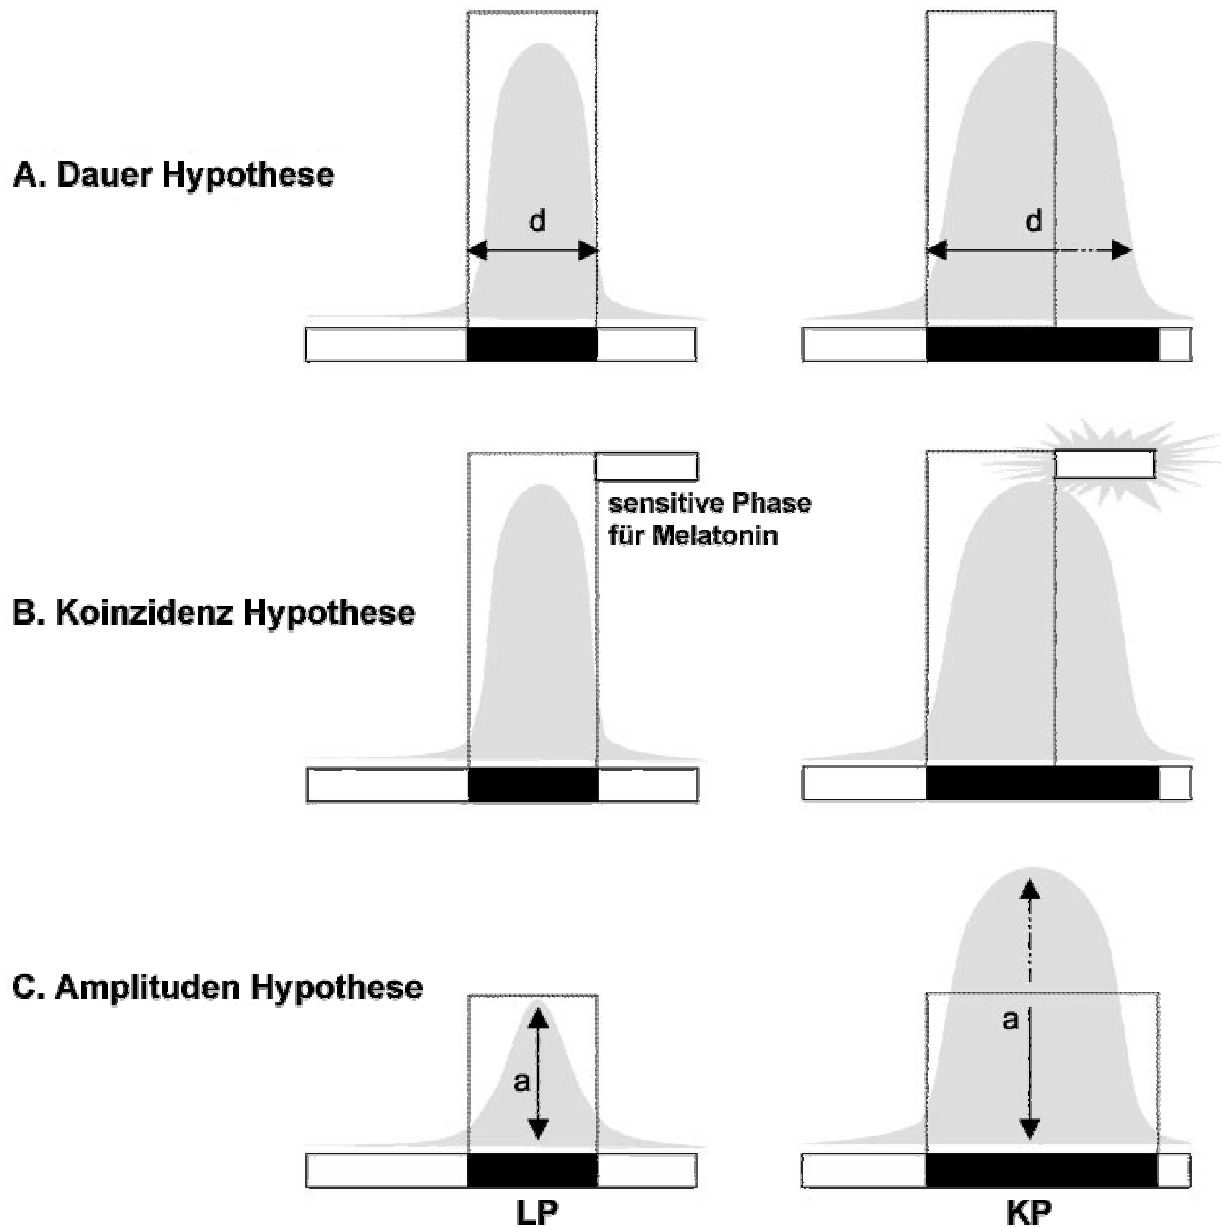 A. Dauer Hypothese
d
d
sensitive Phase
für Melatonin
B. Koinzidenz Hypothese
C. Amplituden Hypothese
a
a
LP
KP